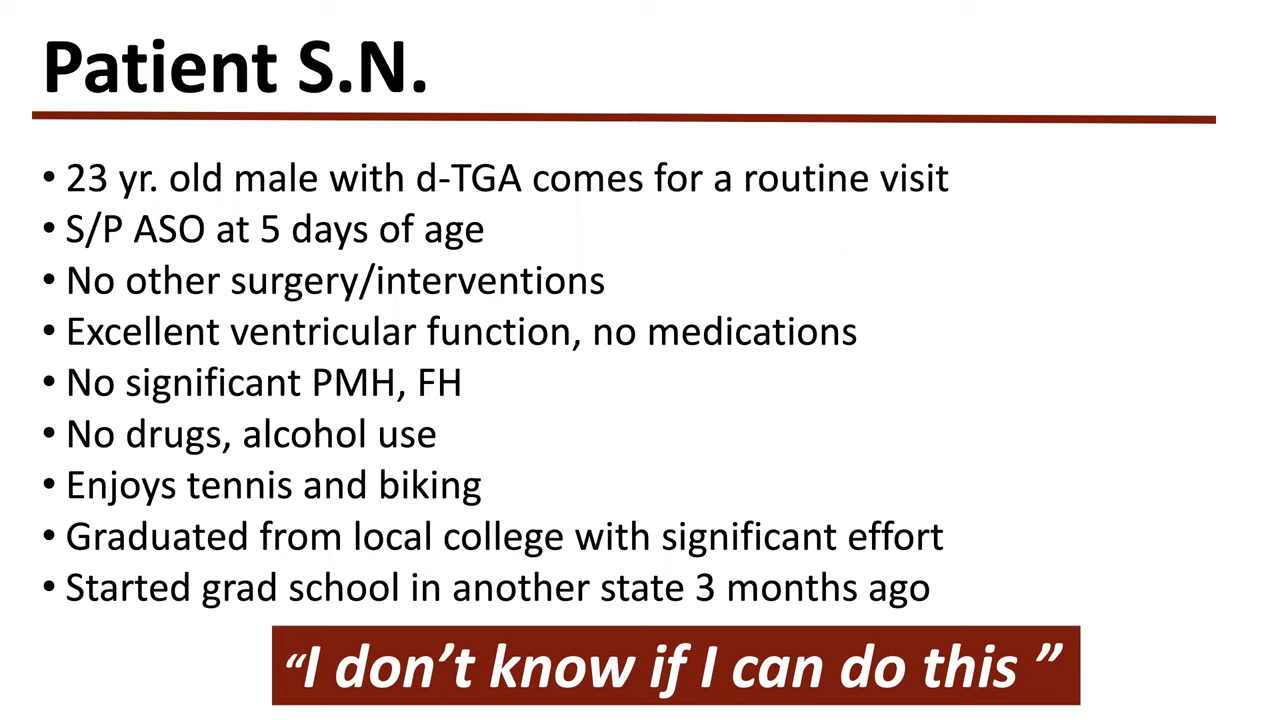 Patient S.N.
• 23 yr. old male with d-TGA comes for a routine visit
• S/P ASO at 5 days of age
• No other surgery/interventions
• Excellent ventricular function, no medications
• No significant PMH, FH
• No drugs, alcohol use
• Enjoys tennis and biking
• Graduated from local college with significant effort
• Started grad school in another state 3 months ago
“I don’t know if I can do this ”